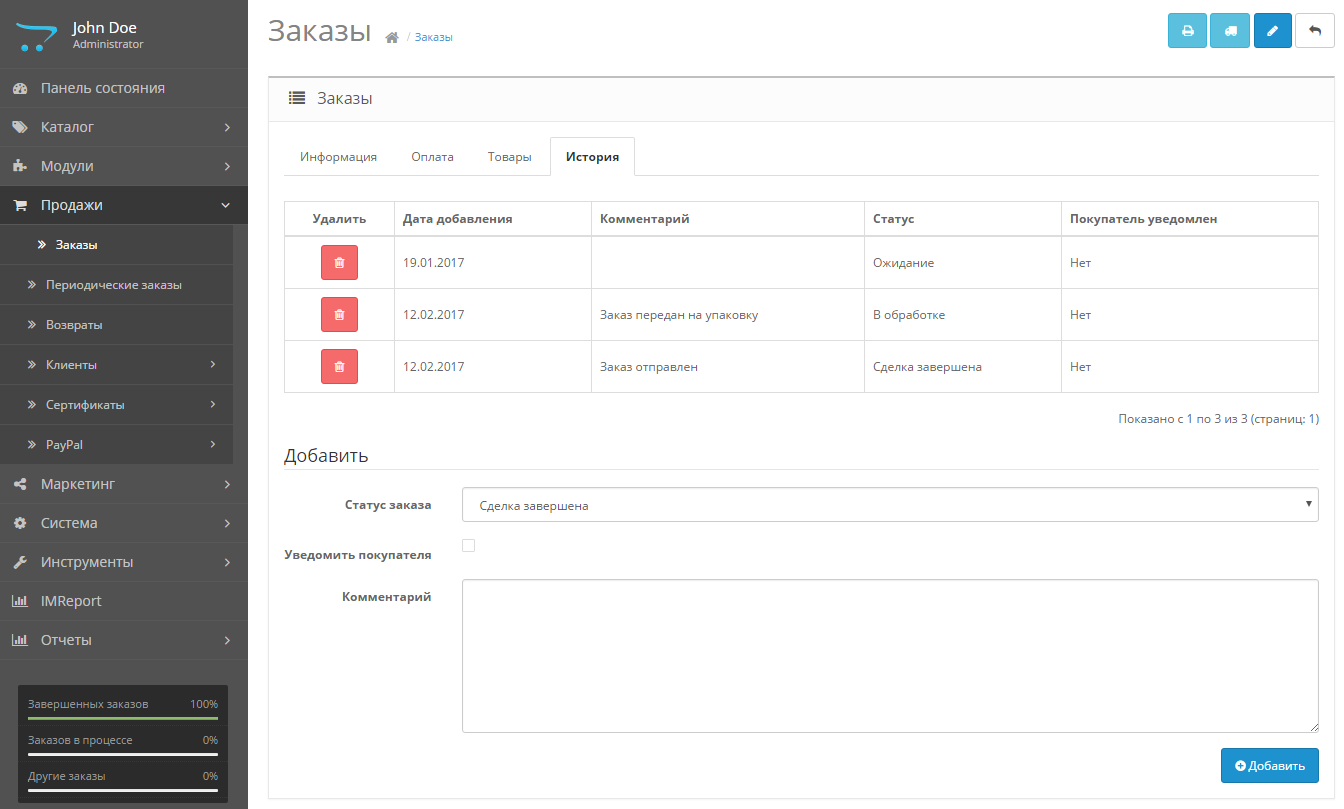 John Doe
Administrator
Панель состояния
Каталог
Модули
Продажи
Заказы
Периодические заказы
Возвраты
Клиенты
Сертификаты
PayPal
Маркетинг
Система
Инструменты
IMReport
Отчеты
Завершенных заказов 100%
Заказов в процессе 0%
Другие заказы 0%
Заказы / Заказы
Заказы
Информация Оплата Товары История
Удалить Дата добавления Комментарий Статус Покупатель уведомлен
19.01.2017 Ожидание Нет
12.02.2017 Заказ передан на упаковку В обработке Нет
12.02.2017 Заказ отправлен Сделка завершена Нет
Показано с 1 по 3 из 3 (страниц: 1)
Добавить
Статус заказа Сделка завершена
Уведомить покупателя
Комментарий
Добавить